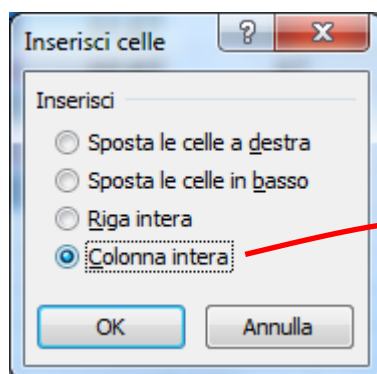 Inserisci celle
Inserisci
Sposta le celle a destra
Sposta le celle in basso
Riga intera
Colonna intera
OK Annulla